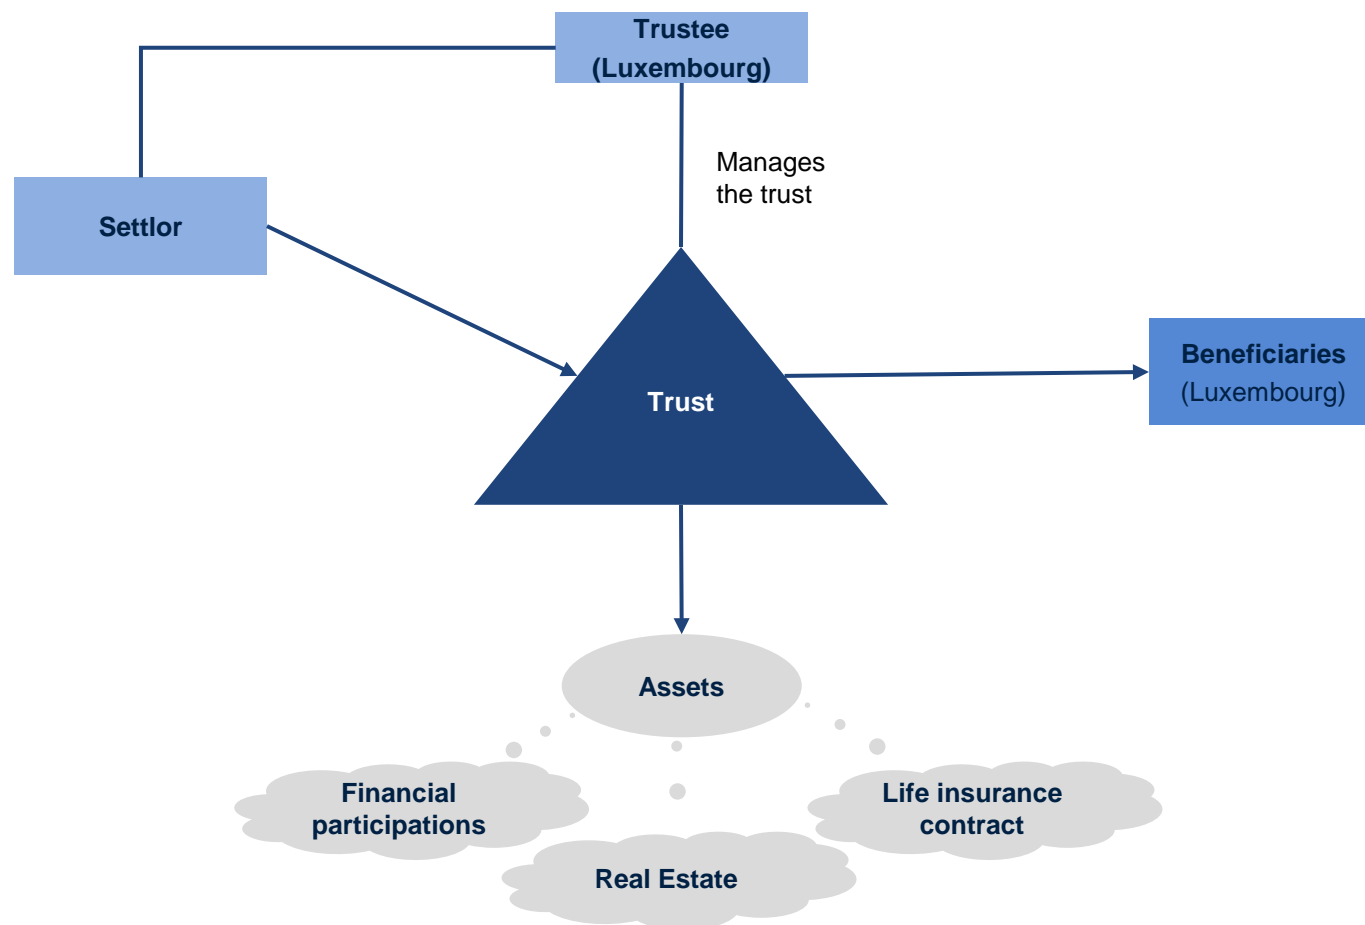 Trustee
(Luxembourg)
Manages
the trust
Settlor
Beneficiaries
(Luxembourg)
Trust
Assets
Financial
participations
Life insurance
contract
Real Estate